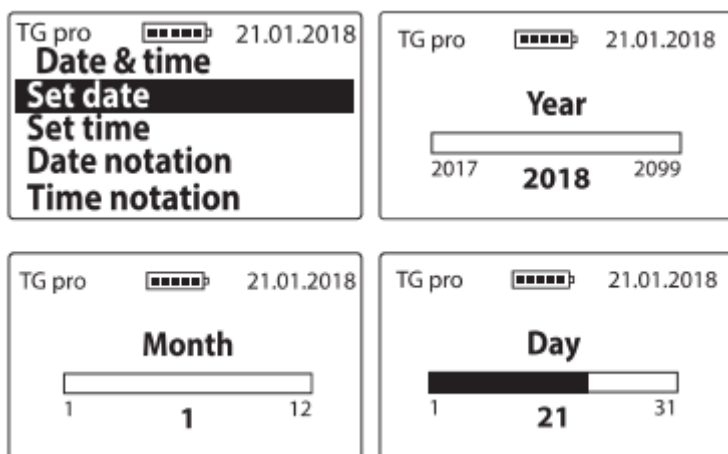 TG pro 21.01.2018
Date & time
Set date
Set time
Date notation
Time notation
TG pro 21.01.2018
Year
2017 2018 2099
TG pro 21.01.2018
Month
1 1 12
TG pro 21.01.2018
Day
1 21 31